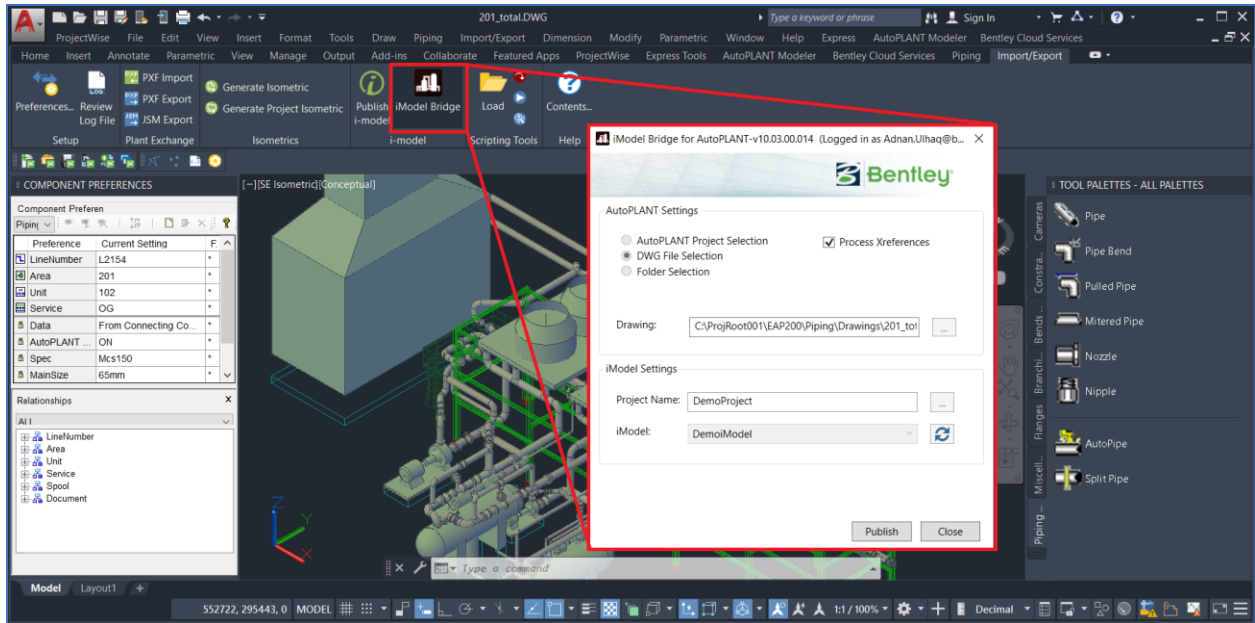 201_total.DWG
Type a keyword or phrase
Sign In
ProjectWise File Edit View Insert Format Tools Draw Piping Import/Export Dimension Modify Parametric Window Help Express AutoPLANT Modeler Bentley Cloud Services
Home Insert Annotate Parametric View Manage Output Add-ins Collaborate Featured Apps ProjectWise Express Tools AutoPLANT Modeler Bentley Cloud Services Piping Import/Export
Preferences... Review Log File
PXF Import
PXF Export
JSM Export
Generate Isometric
Generate Project Isometric
Publish i-model
iModel Bridge
Load
Contents...
Setup Plant Exchange Isometrics i-model Scripting Tools Help
COMPONENT PREFERENCES
[-][SE Isometric][Conceptual]
Component Preferen
Piping
Preference Current Setting F.
LineNumber L2154 *
Area 201 *
Unit 102 *
Service OG *
Data From Connecting Co... *
AutoPLANT ... ON *
Spec Mcs150 *
MainSize 65mm *
Relationships X
LineNumber
Area
Unit
Service
Spool
Document
iModel Bridge for AutoPLANT-v10.03.00.014 (Logged in as Adnan.Ulhaq@b...
Bentley
AutoPLANT Settings
AutoPLANT Project Selection
Process Xreferences
DWG File Selection
Folder Selection
Drawing: C:\ProjRoot001\EAP200\Piping\Drawings\201_tot ...
iModel Settings
Project Name: DemoProject ...
iModel: DemoiModel
Publish Close
TOOL PALETTES - ALL PALETTES
Cameras
Constra...
Bends ...
Branchi...
Flanges
Miscell...
Piping ...
Pipe
Pipe Bend
Pulled Pipe
Mitered Pipe
Nozzle
Nipple
AutoPipe
Split Pipe
Z
Y
X
Type a command
Model Layout1 +
552722, 295443, 0 MODEL 1:1 / 100% Decimal